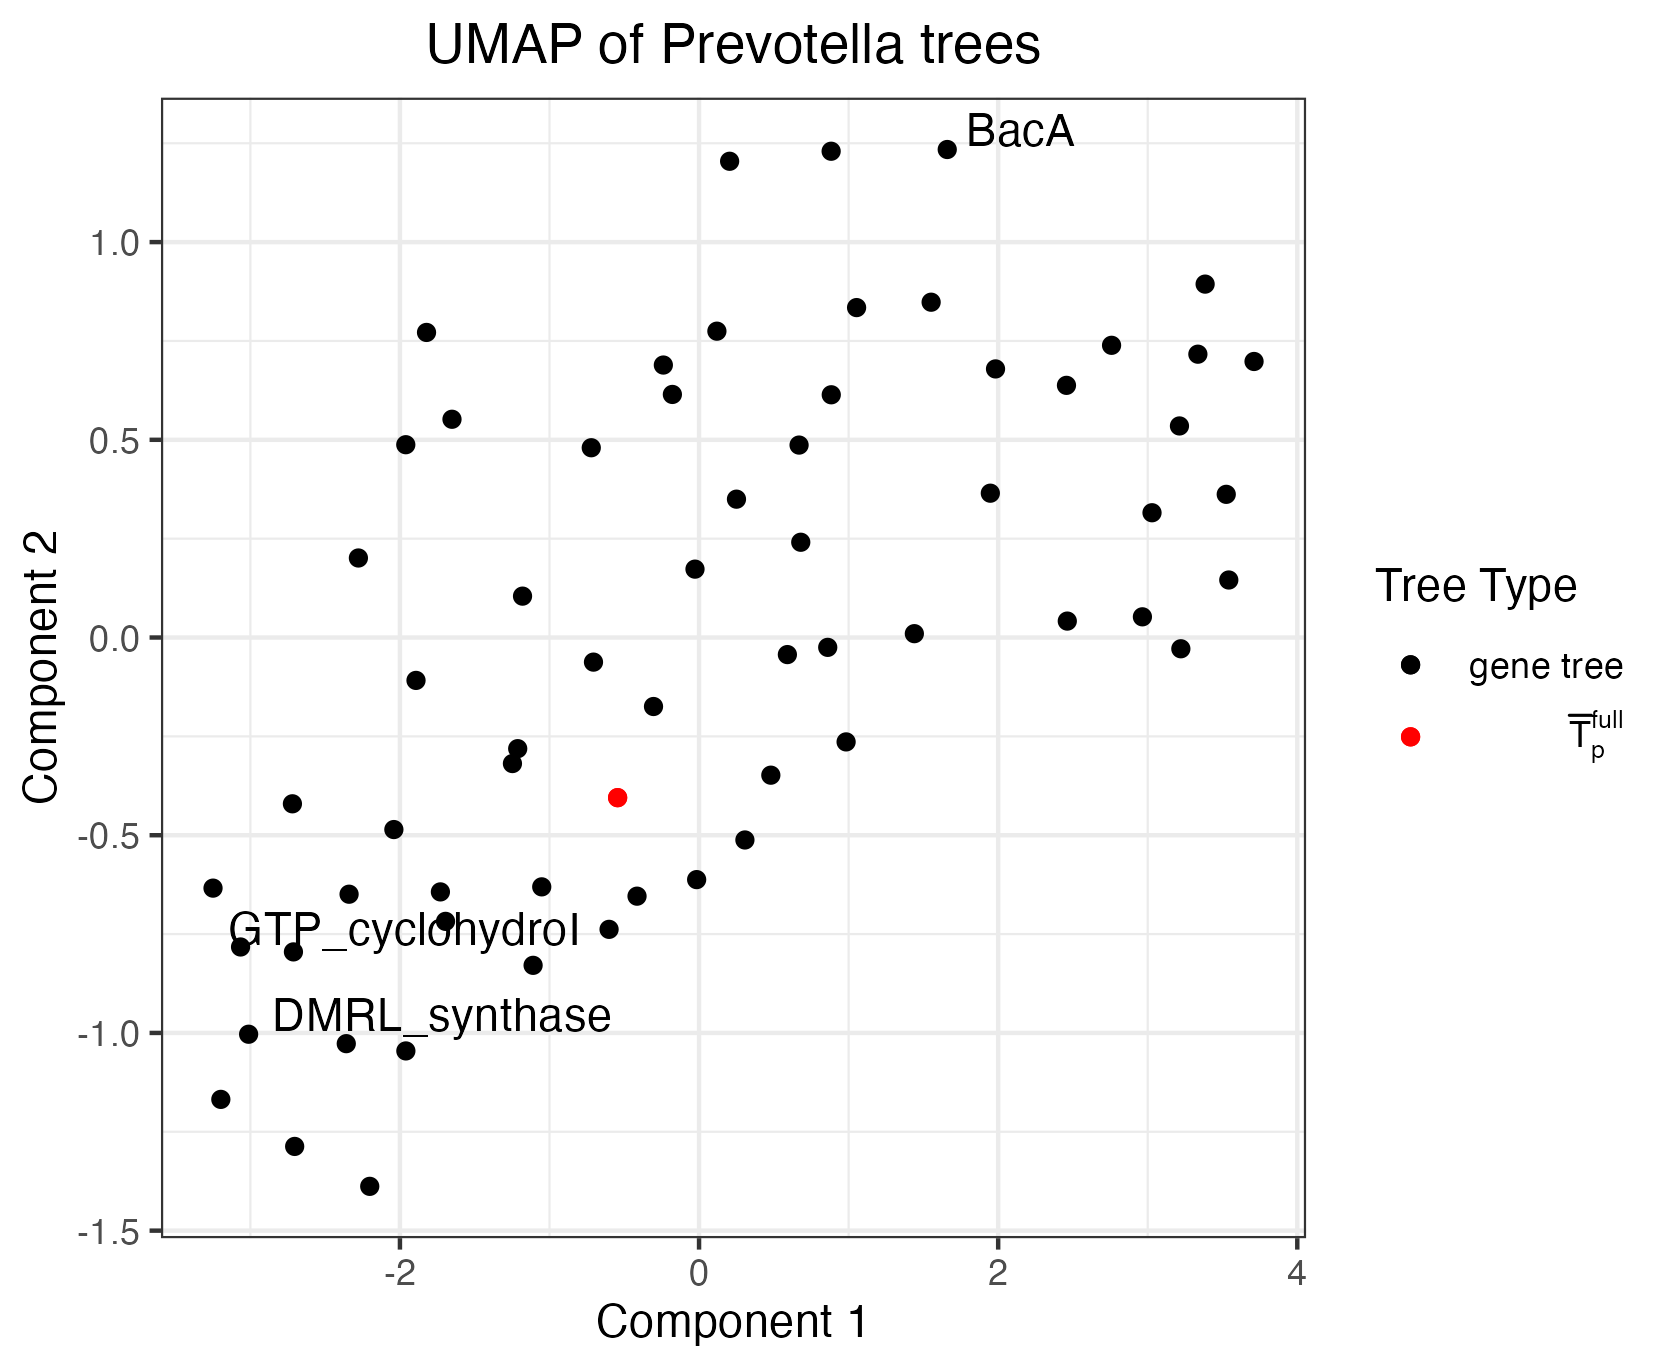 UMAP of Prevotella trees
BacA
1.0
0.5
0.0
-0.5
-1.0
-1.5
Component 2
GTP_cyclohydroI
DMRL_synthase
-2 0 2 4
Component 1
Tree Type
gene tree
T̅ₚ^full